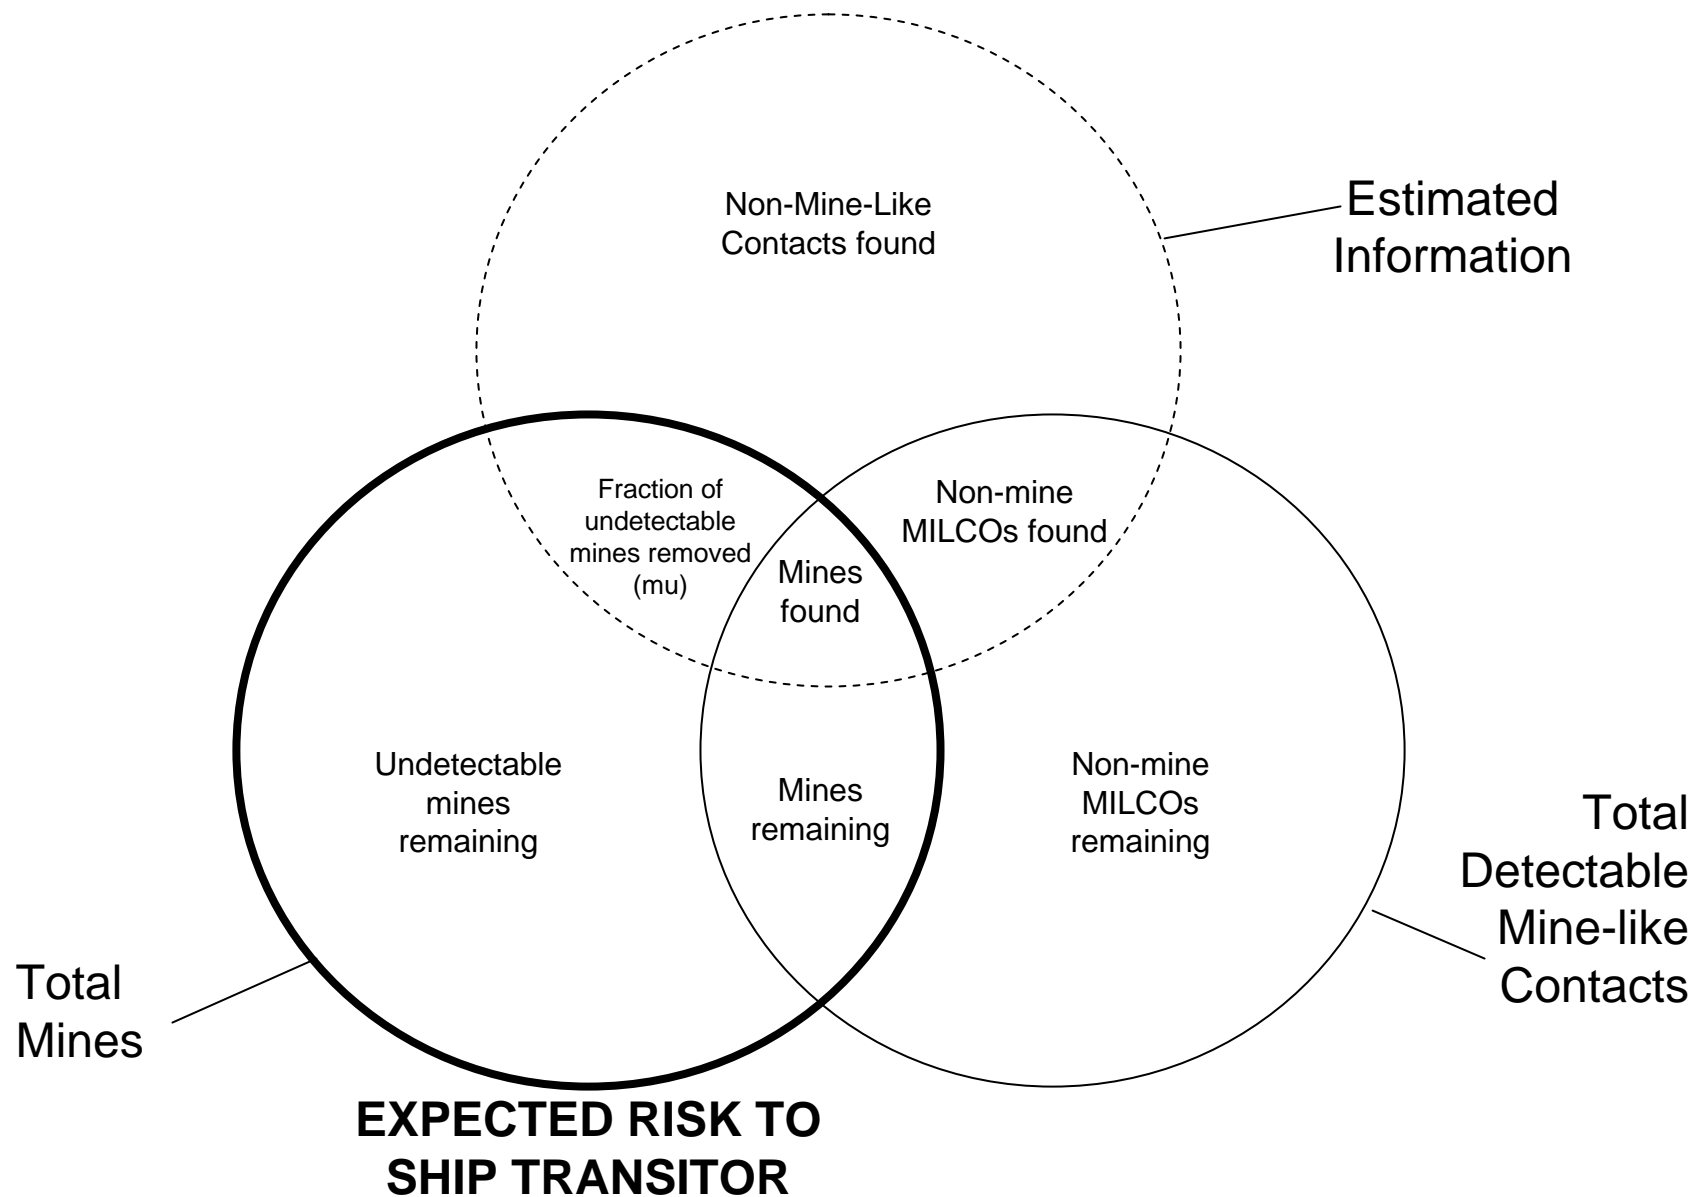 Non-Mine-Like
Contacts found
Estimated
Information
Fraction of
undetectable
mines removed
(mu)
Non-mine
MILCOs found
Mines
found
Undetectable
mines
remaining
Mines
remaining
Non-mine
MILCOs
remaining
Total
Detectable
Mine-like
Contacts
Total
Mines
EXPECTED RISK TO
SHIP TRANSITOR